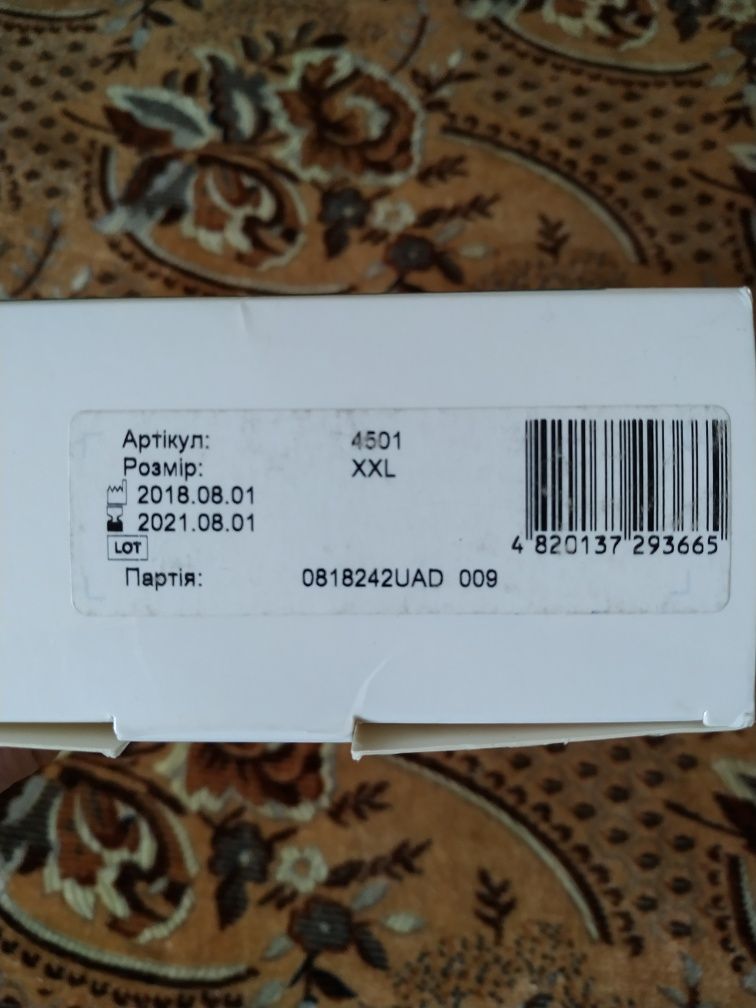 Артікул: 4501
Розмір: XXL
2018.08.01
2021.08.01
LOT
Партія: 0818242UAD 009
4 820137 293665